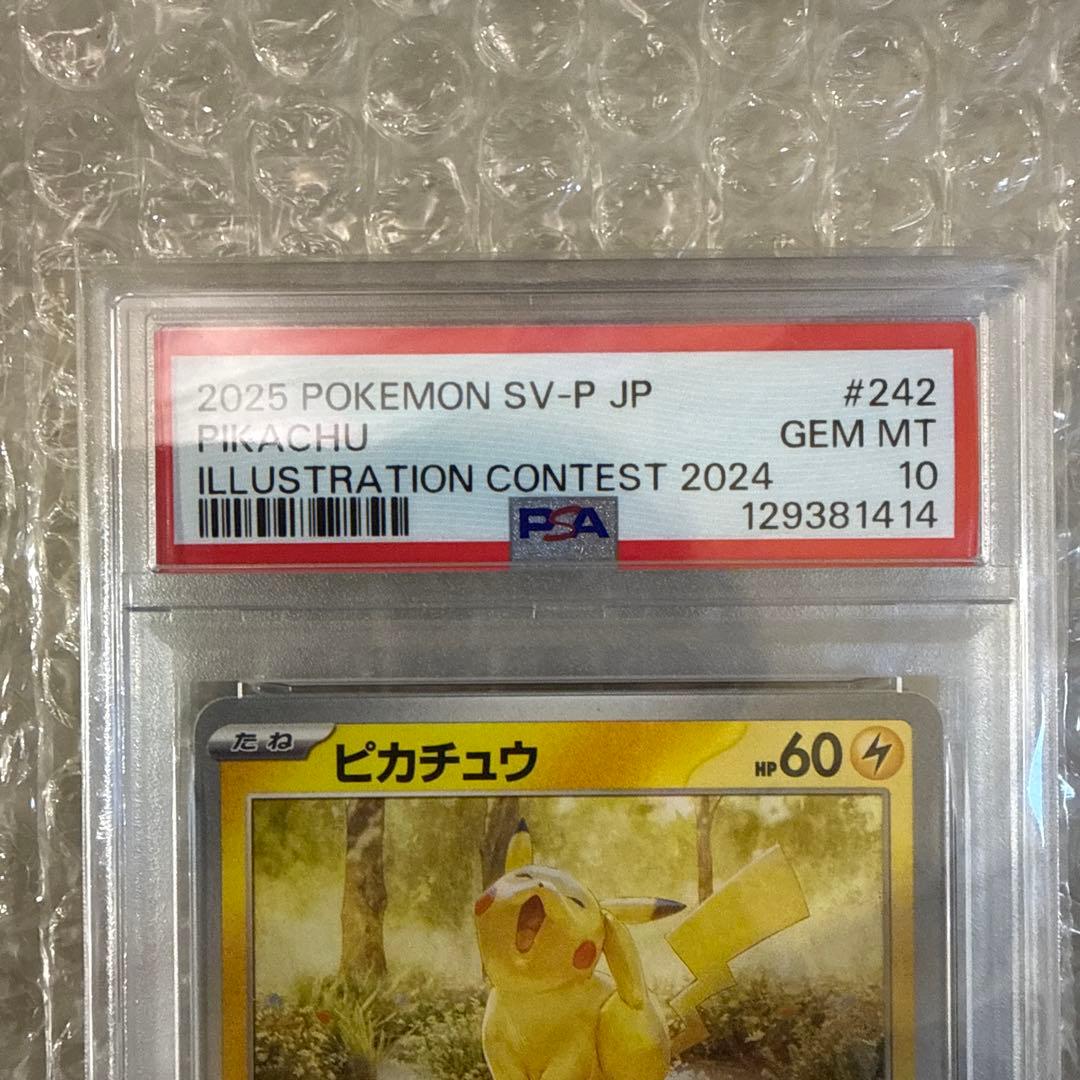 2025 POKEMON SV-P JP #242
PIKACHU GEM MT
ILLUSTRATION CONTEST 2024 10
PSA 129381414
たね ピカチュウ HP60